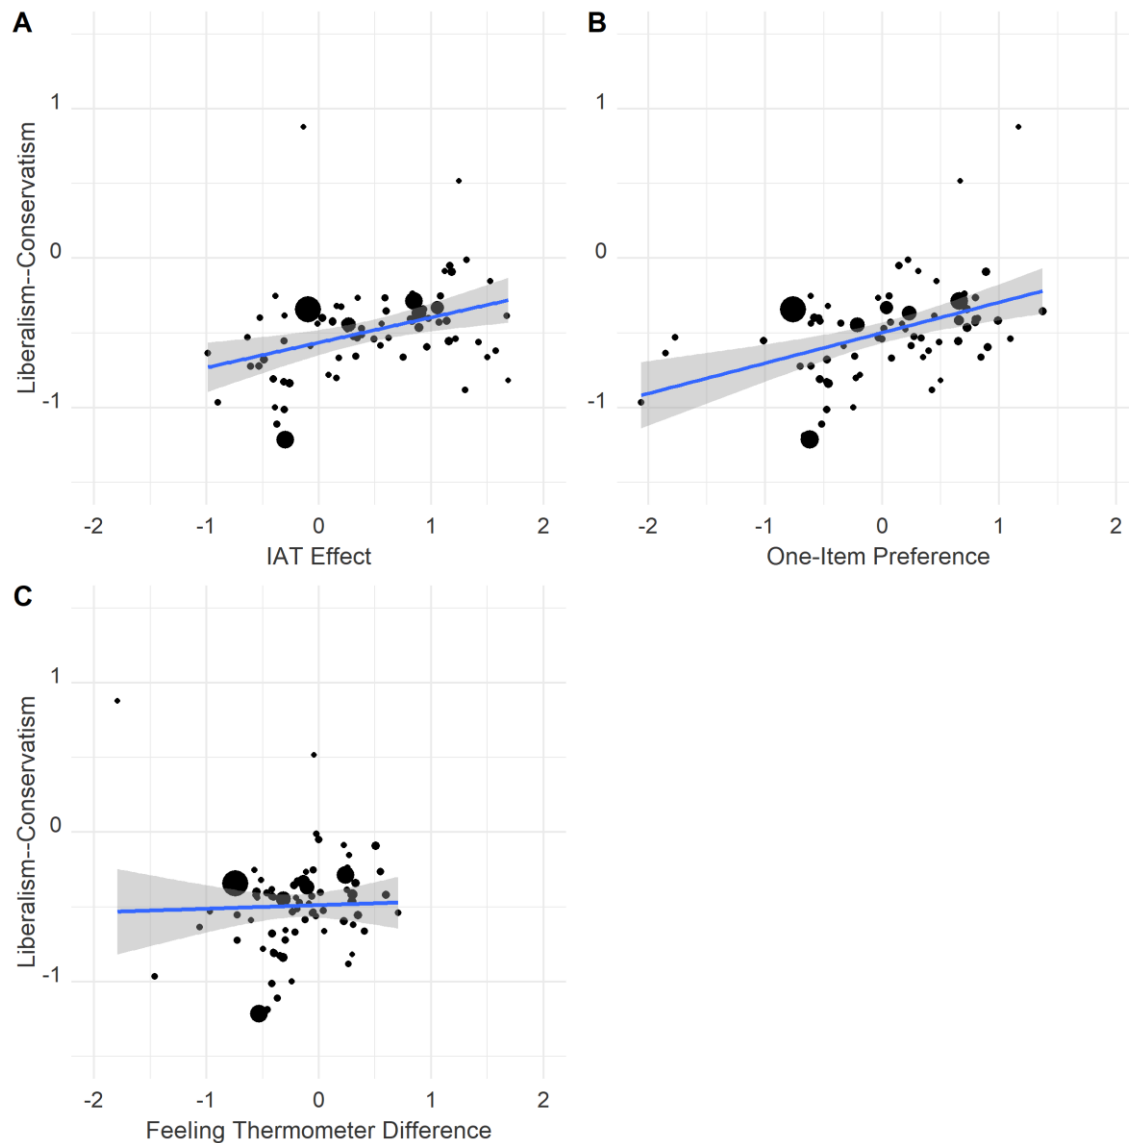 A
B
Liberalism--Conservatism
1
0
-1
1
0
-1
-2 -1 0 1 2
-2 -1 0 1 2
IAT Effect
One-Item Preference
C
Liberalism--Conservatism
1
0
-1
-2 -1 0 1 2
Feeling Thermometer Difference